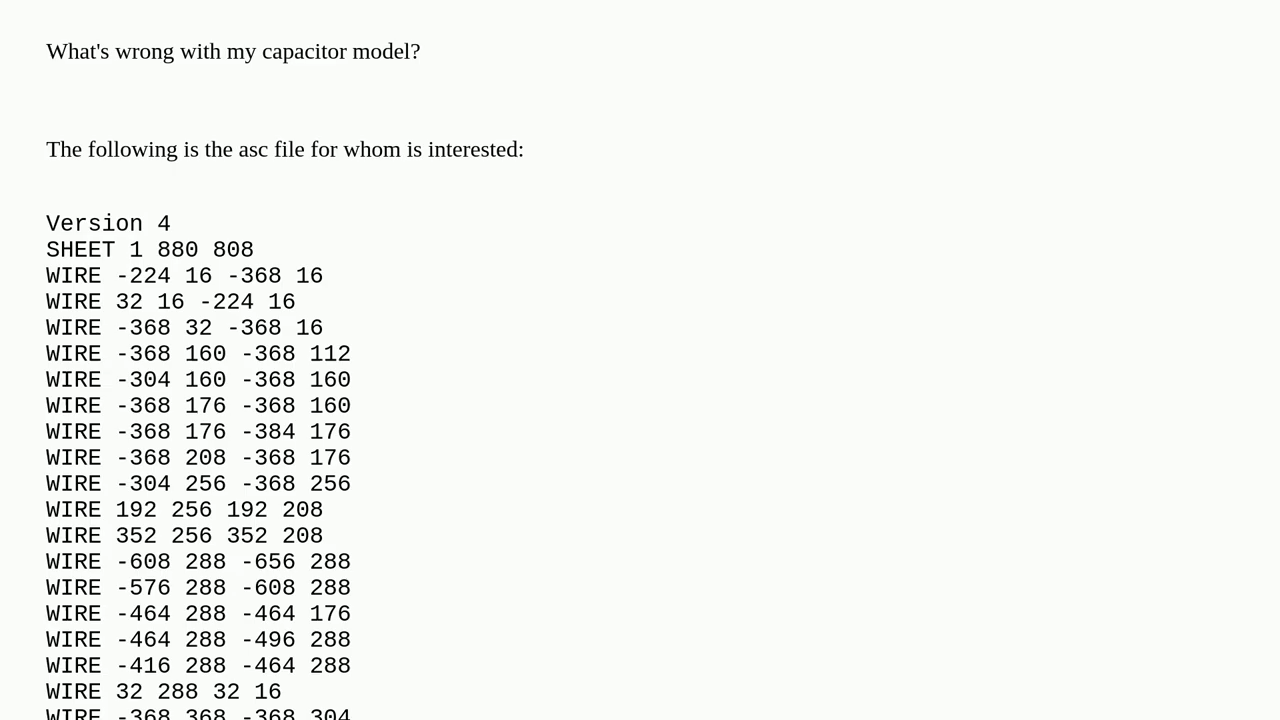 What's wrong with my capacitor model?
The following is the asc file for whom is interested:
Version 4
SHEET 1 880 808
WIRE -224 16 -368 16
WIRE 32 16 -224 16
WIRE -368 32 -368 16
WIRE -368 160 -368 112
WIRE -304 160 -368 160
WIRE -368 176 -368 160
WIRE -368 176 -384 176
WIRE -368 208 -368 176
WIRE -304 256 -368 256
WIRE 192 256 192 208
WIRE 352 256 352 208
WIRE -608 288 -656 288
WIRE -576 288 -608 288
WIRE -464 288 -464 176
WIRE -464 288 -496 288
WIRE -416 288 -464 288
WIRE 32 288 32 16
WIRE -368 368 -368 304